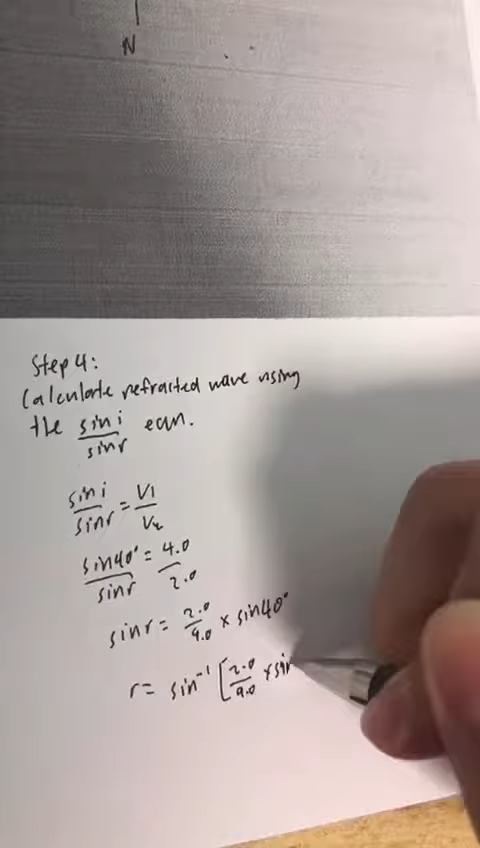 N
Step 4:
Calculate refracted wave using
the sin i / sin r eqn.
sin i / sin r = V1 / V2
sin 40° / sin r = 4.0 / 2.0
sin r = 2.0 / 4.0 × sin 40°
r = sin⁻¹ [ 2.0 / 4.0 × sin